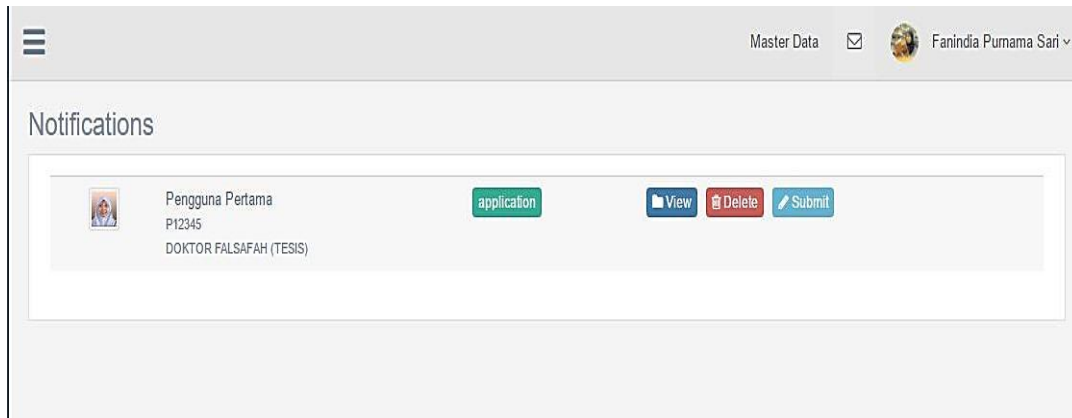 Master Data
Fanindia Purnama Sari
Notifications
Pengguna Pertama
application
View
Delete
Submit
P12345
DOKTOR FALSAFAH (TESIS)